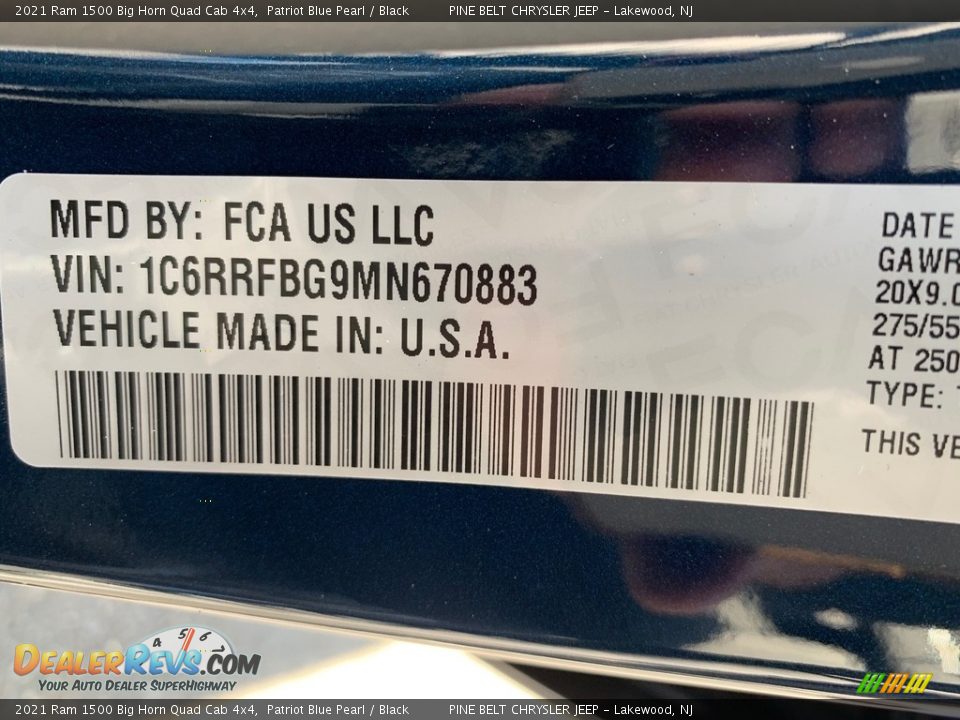 2021 Ram 1500 Big Horn Quad Cab 4x4, Patriot Blue Pearl / Black PINE BELT CHRYSLER JEEP - Lakewood, NJ
MFD BY: FCA US LLC
VIN: 1C6RRFBG9MN670883
VEHICLE MADE IN: U.S.A.
DATE
GAWR
20X9.0
275/55
AT 250
TYPE:
THIS VE
4 5 6
DEALERREVS.COM
YOUR AUTO DEALER SUPERHIGHWAY
2021 Ram 1500 Big Horn Quad Cab 4x4, Patriot Blue Pearl / Black PINE BELT CHRYSLER JEEP - Lakewood, NJ